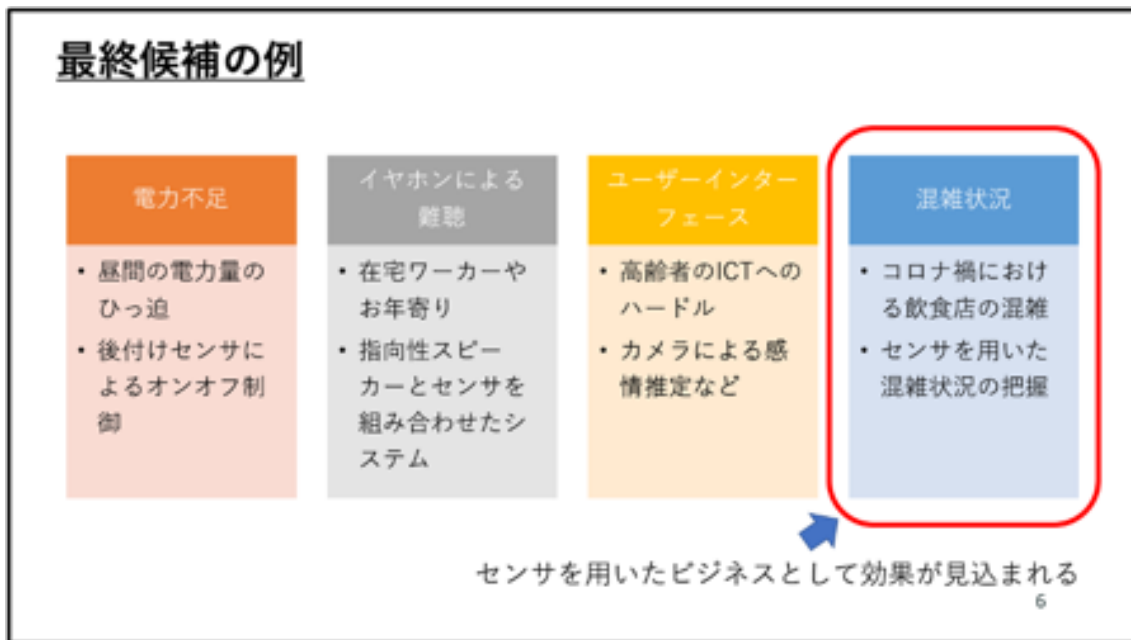 最終候補の例
電力不足
・昼間の電力量の
ひっ迫
・後付けセンサに
よるオンオフ制
御
イヤホンによる
難聴
・在宅ワーカーや
お年寄り
・指向性スピー
カーとセンサを
組み合わせたシ
ステム
ユーザーインター
フェース
・高齢者のICTへの
ハードル
・カメラによる感
情推定など
混雑状況
・コロナ禍におけ
る飲食店の混雑
・センサを用いた
混雑状況の把握
センサを用いたビジネスとして効果が見込まれる
6